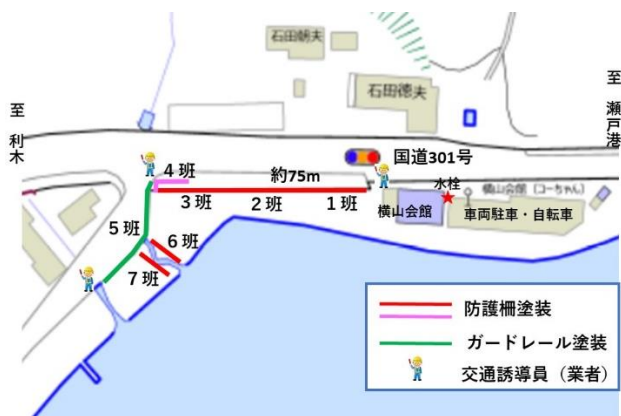 石田朝夫
石田徳夫
至 利木
至 瀬戸港
国道301号
約75m
4班
3班
2班
1班
水栓
横山会館(コーちゃん)
横山会館
車両駐車・自転車
5班
6班
7班
防護柵塗装
ガードレール塗装
交通誘導員(業者)